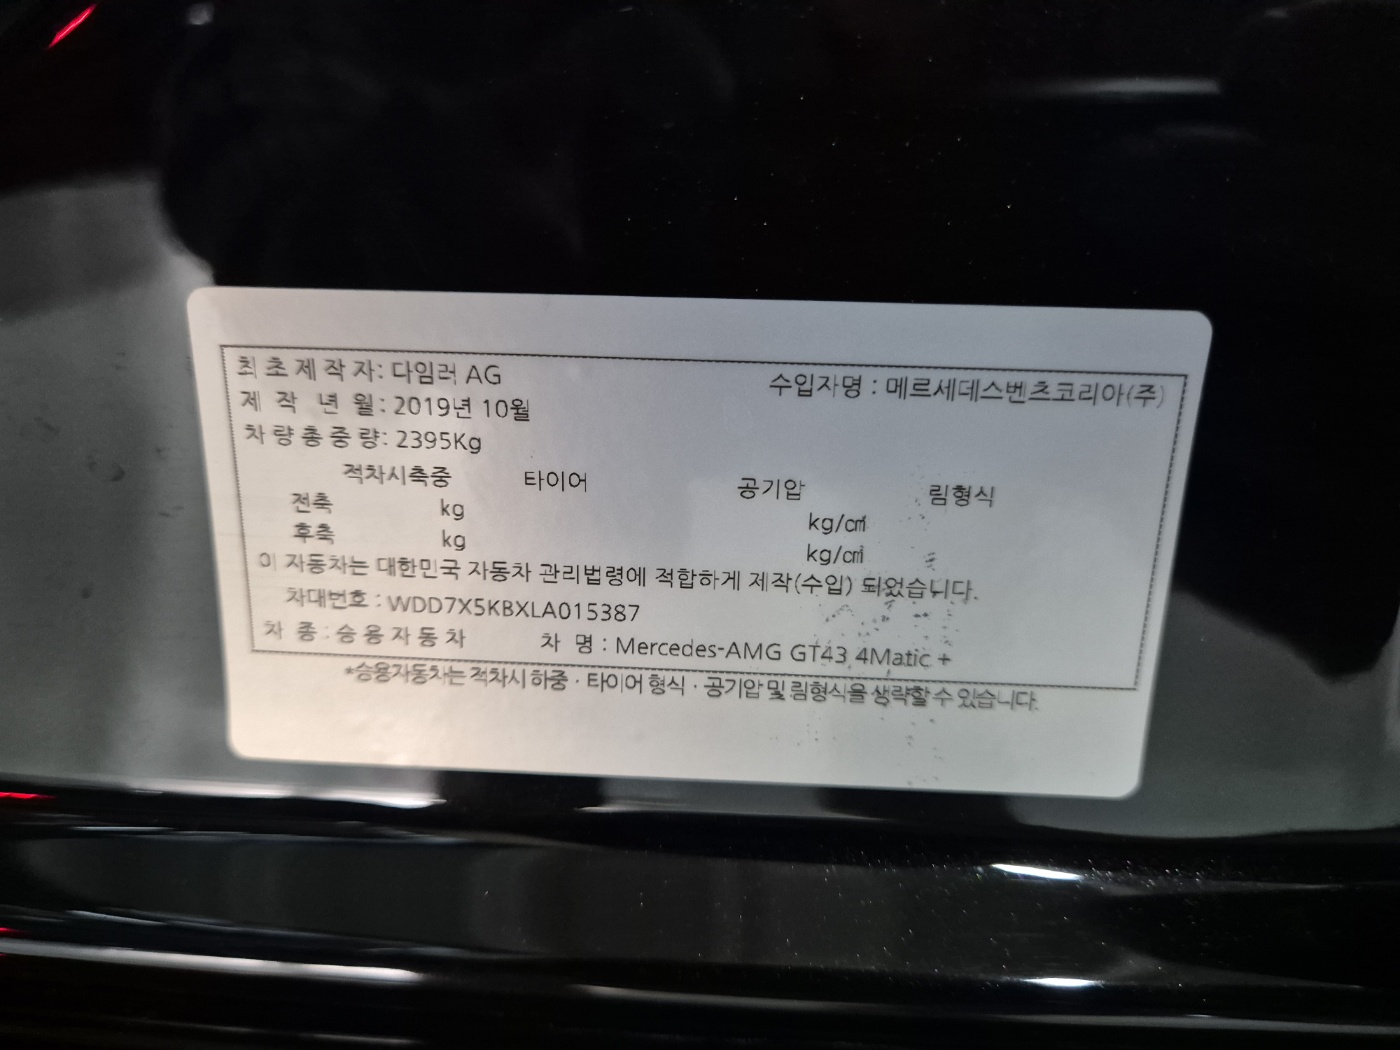 최초제작자: 다임러 AG 수입자명 : 메르세데스벤츠코리아(주)
제 작 년 월: 2019년 10월
차량총중량: 2395Kg
적차시축중 타이어 공기압 림형식
전축 kg kg/㎠
후축 kg kg/㎠
이 자동차는 대한민국 자동차 관리법령에 적합하게 제작(수입) 되었습니다.
차대번호 : WDD7X5KBXLA015387
차 종 : 승용자동차 차 명 : Mercedes-AMG GT43 4Matic +
*승용자동차는 적차시 하중 · 타이어 형식 · 공기압 및 림형식을 생략할 수 있습니다.